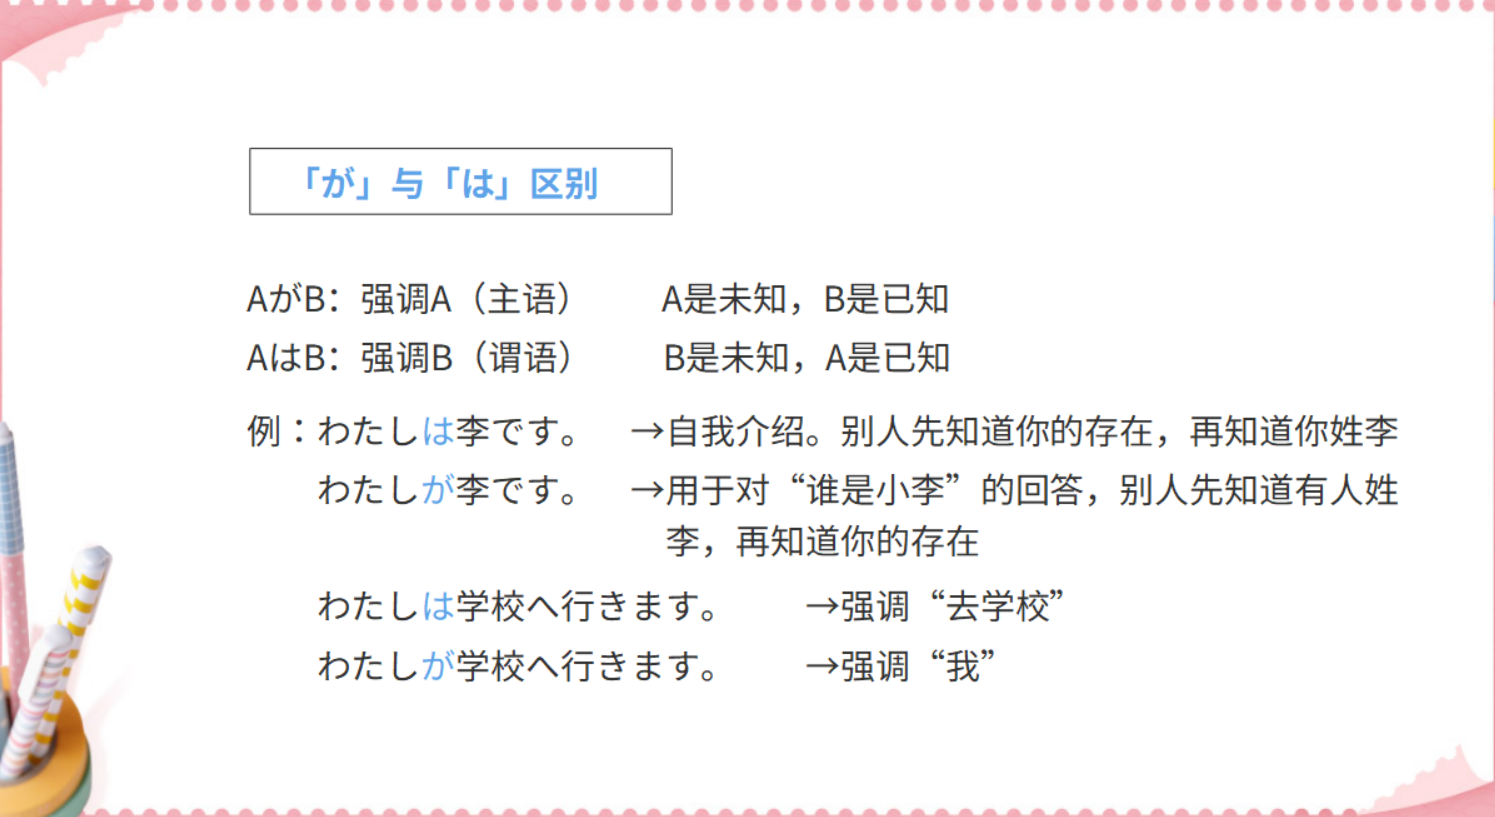 「が」与「は」区别
AがB：强调A（主语） A是未知，B是已知
AはB：强调B（谓语） B是未知，A是已知
例：わたしは李です。 →自我介绍。别人先知道你的存在，再知道你姓李
わたしが李です。 →用于对“谁是小李”的回答，别人先知道有人姓
李，再知道你的存在
わたしは学校へ行きます。 →强调“去学校”
わたしが学校へ行きます。 →强调“我”